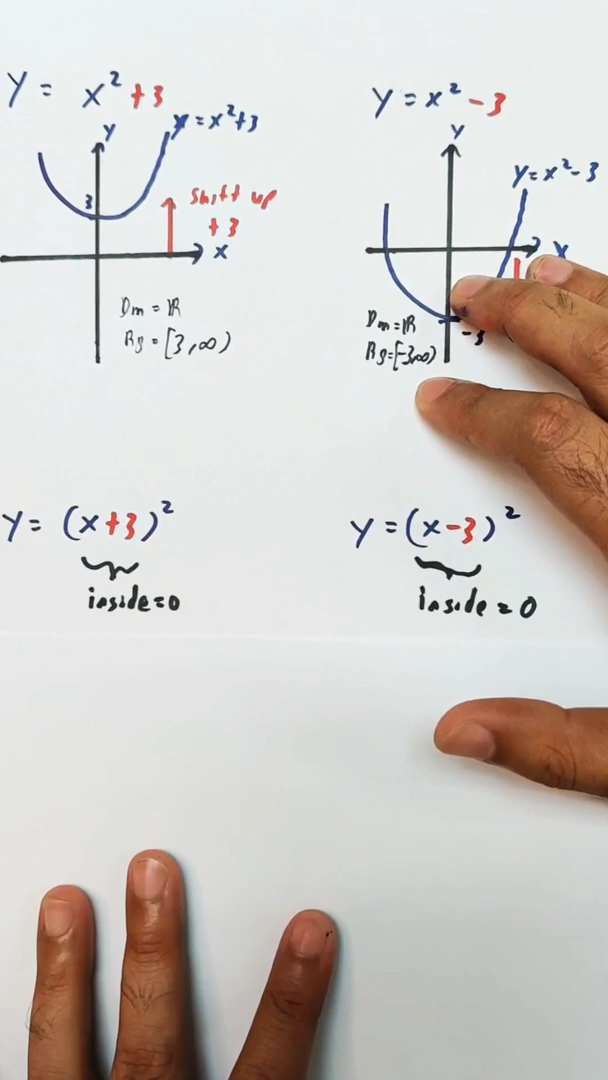 Y = x² + 3
y
y = x² + 3
3
shift up
+ 3
x
Dm = ℝ
Rg = [3, ∞)
Y = x² - 3
y
y = x² - 3
x
Dm = ℝ
Rg = [-3, ∞)
-3
Y = (x + 3)²
inside = 0
y = (x - 3)²
inside = 0